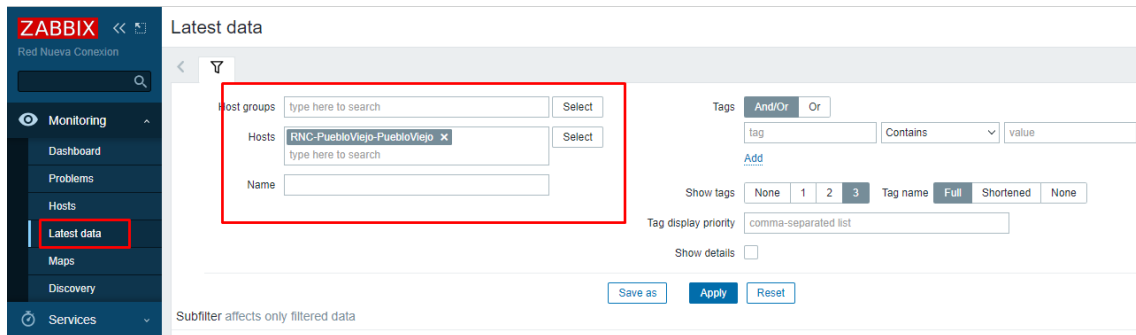 ZABBIX
Red Nueva Conexion
Monitoring
Dashboard
Problems
Hosts
Latest data
Maps
Discovery
Services
Latest data
Host groups type here to search Select
Hosts RNC-PuebloViejo-PuebloViejo Select
type here to search
Name
Tags And/Or Or
tag Contains value
Add
Show tags None 1 2 3 Tag name Full Shortened None
Tag display priority comma-separated list
Show details
Save as Apply Reset
Subfilter affects only filtered data